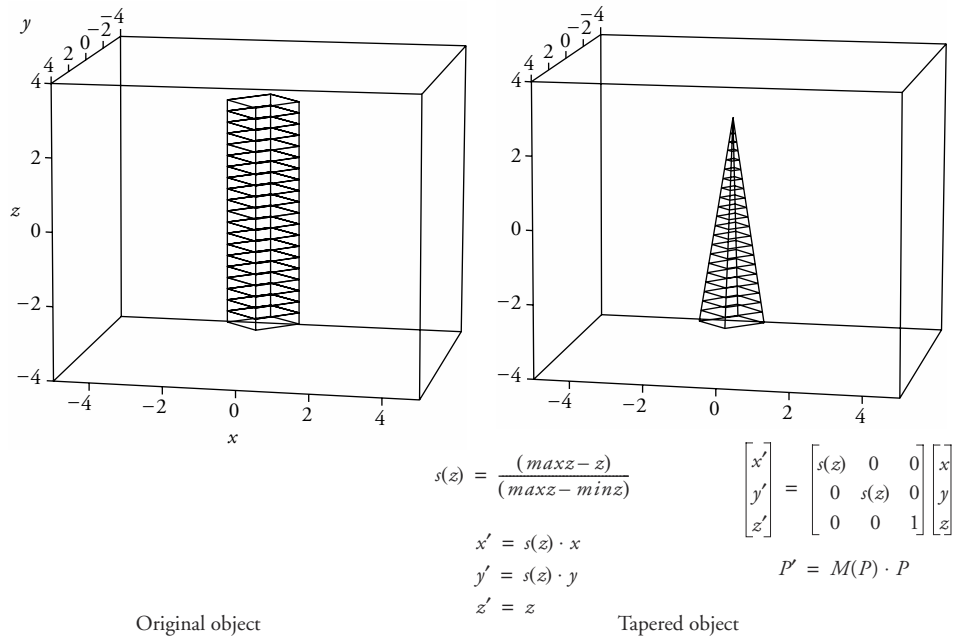 y
−4
−2
0
2
4
4
2
z
0
−2
−4
−4
−2
0
2
4
x
−4
−2
0
2
4
4
2
0
−2
−4
−4
−2
0
2
4
s(z) = (maxz − z) / (maxz − minz)
x′ = s(z) · x
y′ = s(z) · y
z′ = z
[x′] = [s(z) 0 0] [x]
[y′] [0 s(z) 0] [y]
[z′] [0 0 1] [z]
P′ = M(P) · P
Original object
Tapered object